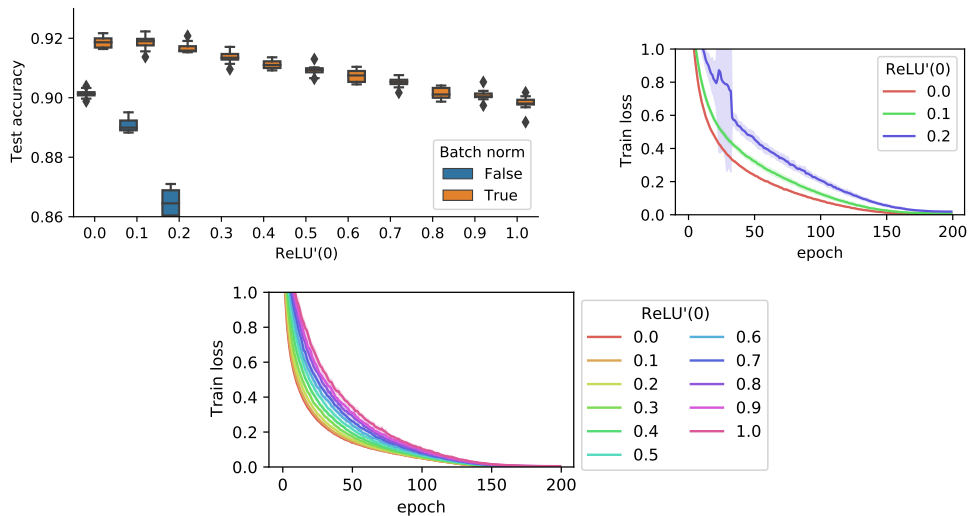 0.92
0.90
0.88
0.86
Test accuracy
Batch norm
False
True
0.0 0.1 0.2 0.3 0.4 0.5 0.6 0.7 0.8 0.9 1.0
ReLU'(0)
1.0
0.8
0.6
0.4
0.2
0.0
Train loss
ReLU'(0)
0.0
0.1
0.2
0 50 100 150 200
epoch
1.0
0.8
0.6
0.4
0.2
0.0
Train loss
0 50 100 150 200
epoch
ReLU'(0)
0.0 0.6
0.1 0.7
0.2 0.8
0.3 0.9
0.4 1.0
0.5